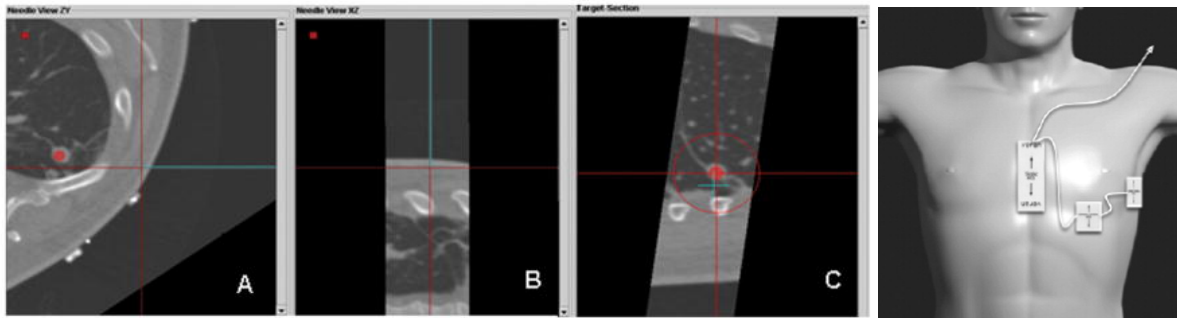 Needle View ZY
Needle View XZ
Target-Section
A
B
C